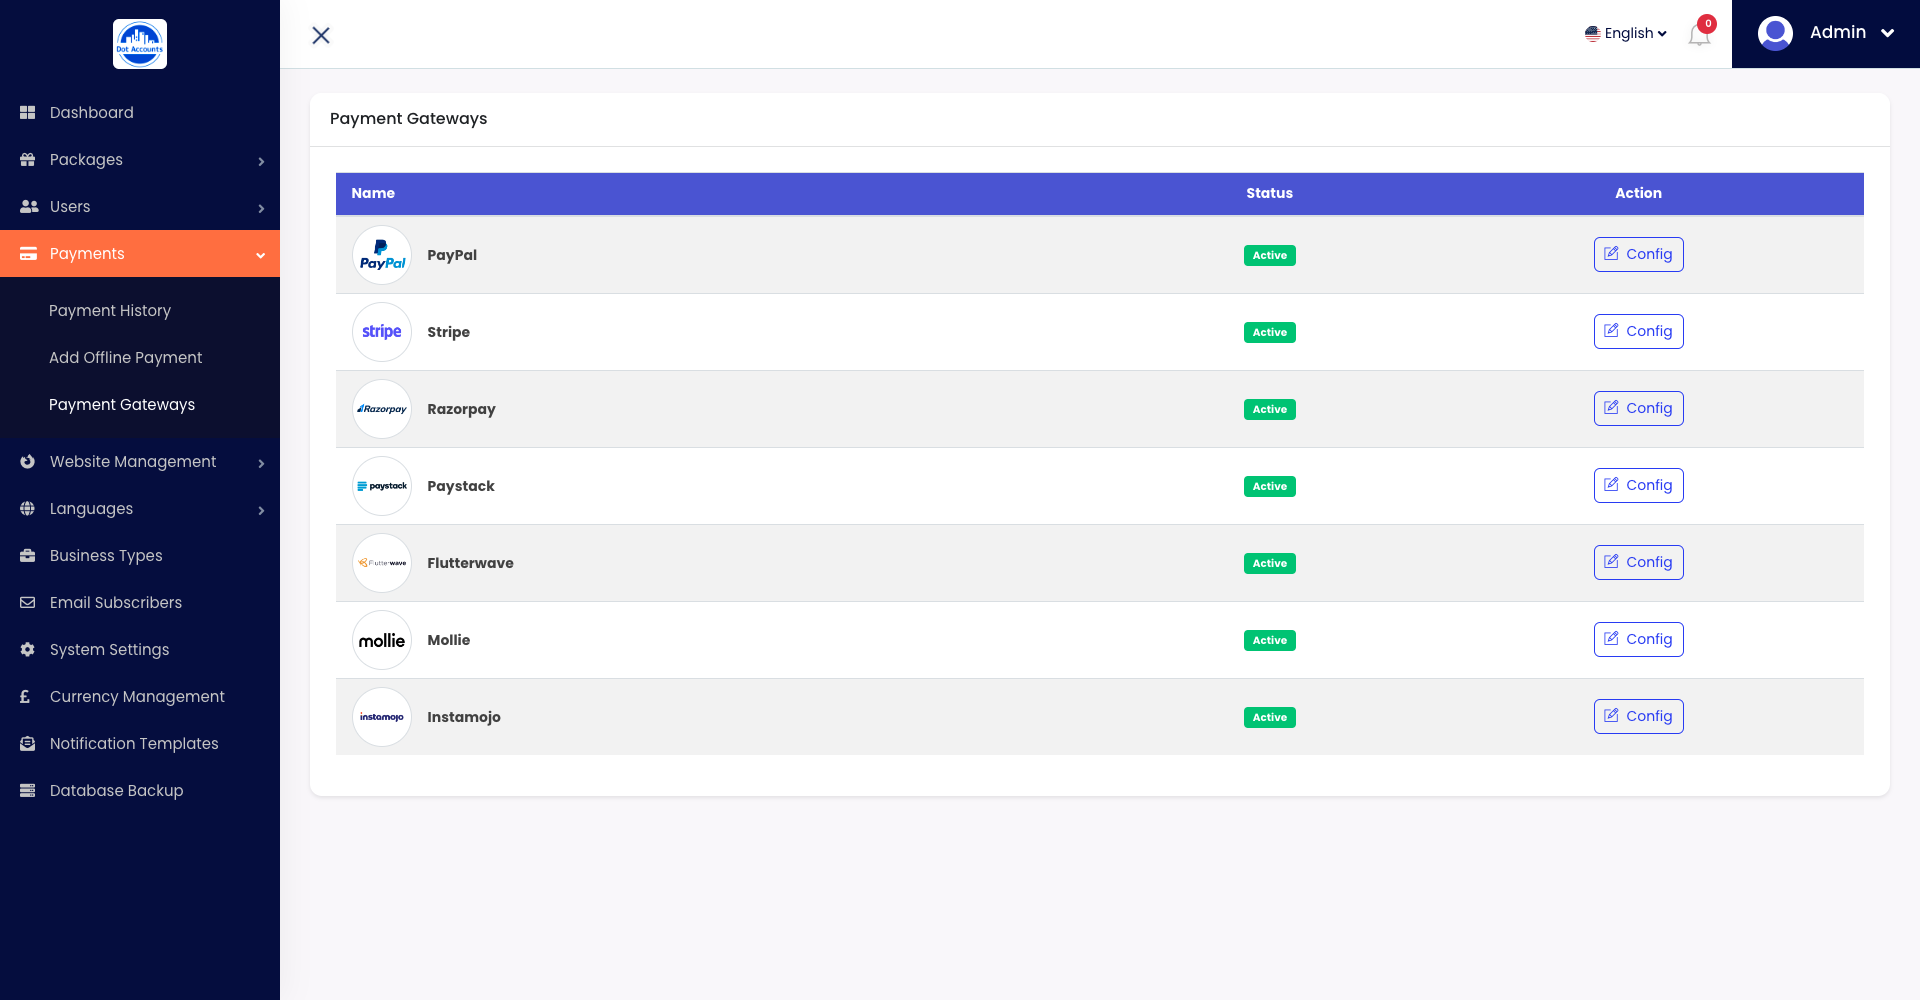 Dot Accounts
Dashboard
Packages
Users
Payments
Payment History
Add Offline Payment
Payment Gateways
Website Management
Languages
Business Types
Email Subscribers
System Settings
Currency Management
Notification Templates
Database Backup
English
0
Admin
Payment Gateways
Name Status Action
PayPal PayPal Active Config
stripe Stripe Active Config
Razorpay Razorpay Active Config
paystack Paystack Active Config
Flutterwave Flutterwave Active Config
mollie Mollie Active Config
instamojo Instamojo Active Config